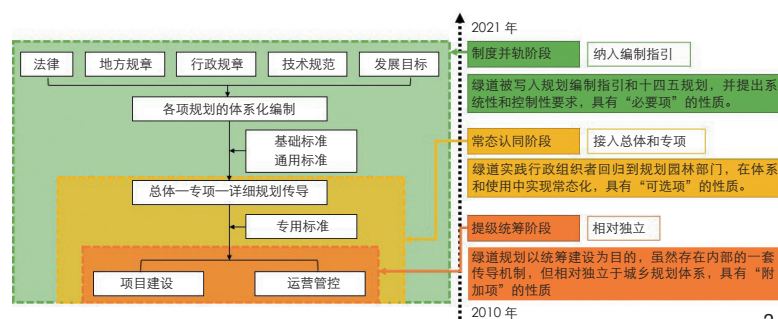 法律
地方规章
行政规章
技术规范
发展目标
各项规划的体系化编制
基础标准
通用标准
总体—专项—详细规划传导
专用标准
项目建设
运营管控
2021 年
制度并轨阶段
纳入编制指引
绿道被写入规划编制指引和十四五规划，并提出系
统性和控制性要求，具有“必要项”的性质。
常态认同阶段
接入总体和专项
绿道实践行政组织者回归到规划园林部门，在体系
和使用中实现常态化，具有“可选项”的性质。
提级统筹阶段
相对独立
绿道规划以统筹建设为目的，虽然存在内部的一套
传导机制，但相对独立于城乡规划体系，具有“附
加项”的性质
2010 年